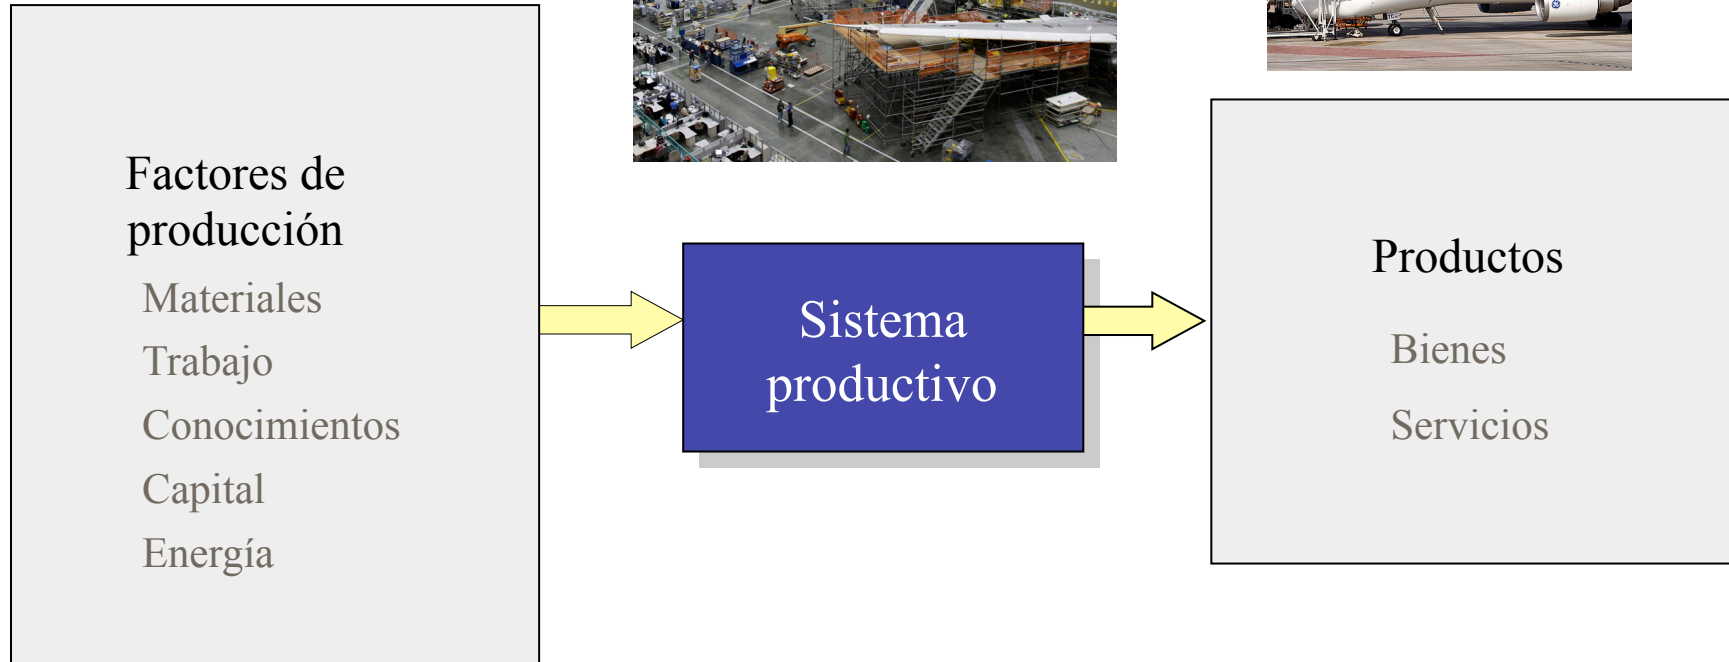 Factores de
producción
Materiales
Trabajo
Conocimientos
Capital
Energía
Sistema
productivo
Productos
Bienes
Servicios